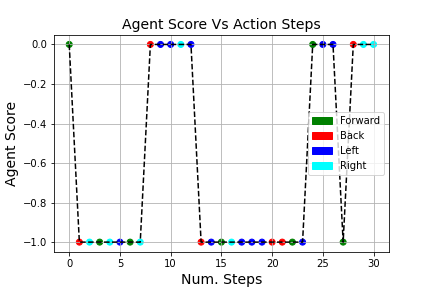 Agent Score Vs Action Steps
0.0
−0.2
−0.4
−0.6
−0.8
−1.0
Agent Score
Forward
Back
Left
Right
0 5 10 15 20 25 30
Num. Steps